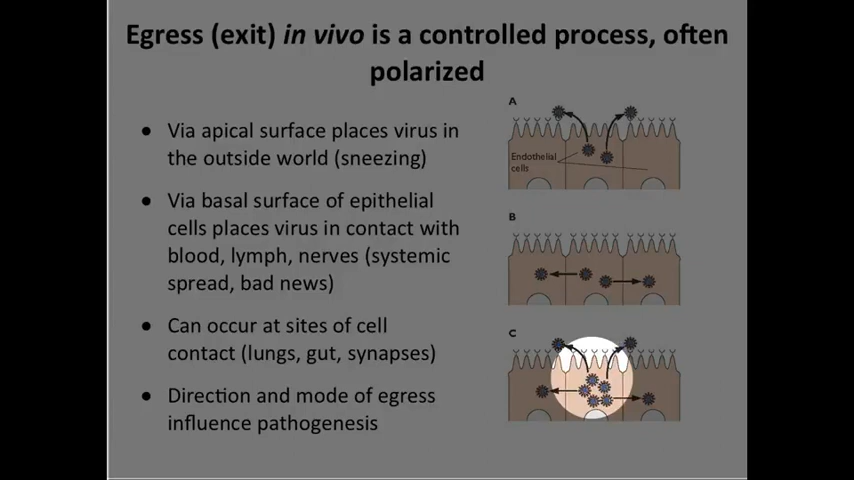 Egress (exit) in vivo is a controlled process, often
polarized
● Via apical surface places virus in
the outside world (sneezing)
● Via basal surface of epithelial
cells places virus in contact with
blood, lymph, nerves (systemic
spread, bad news)
● Can occur at sites of cell
contact (lungs, gut, synapses)
● Direction and mode of egress
influence pathogenesis
A
Endothelial
cells
B
C